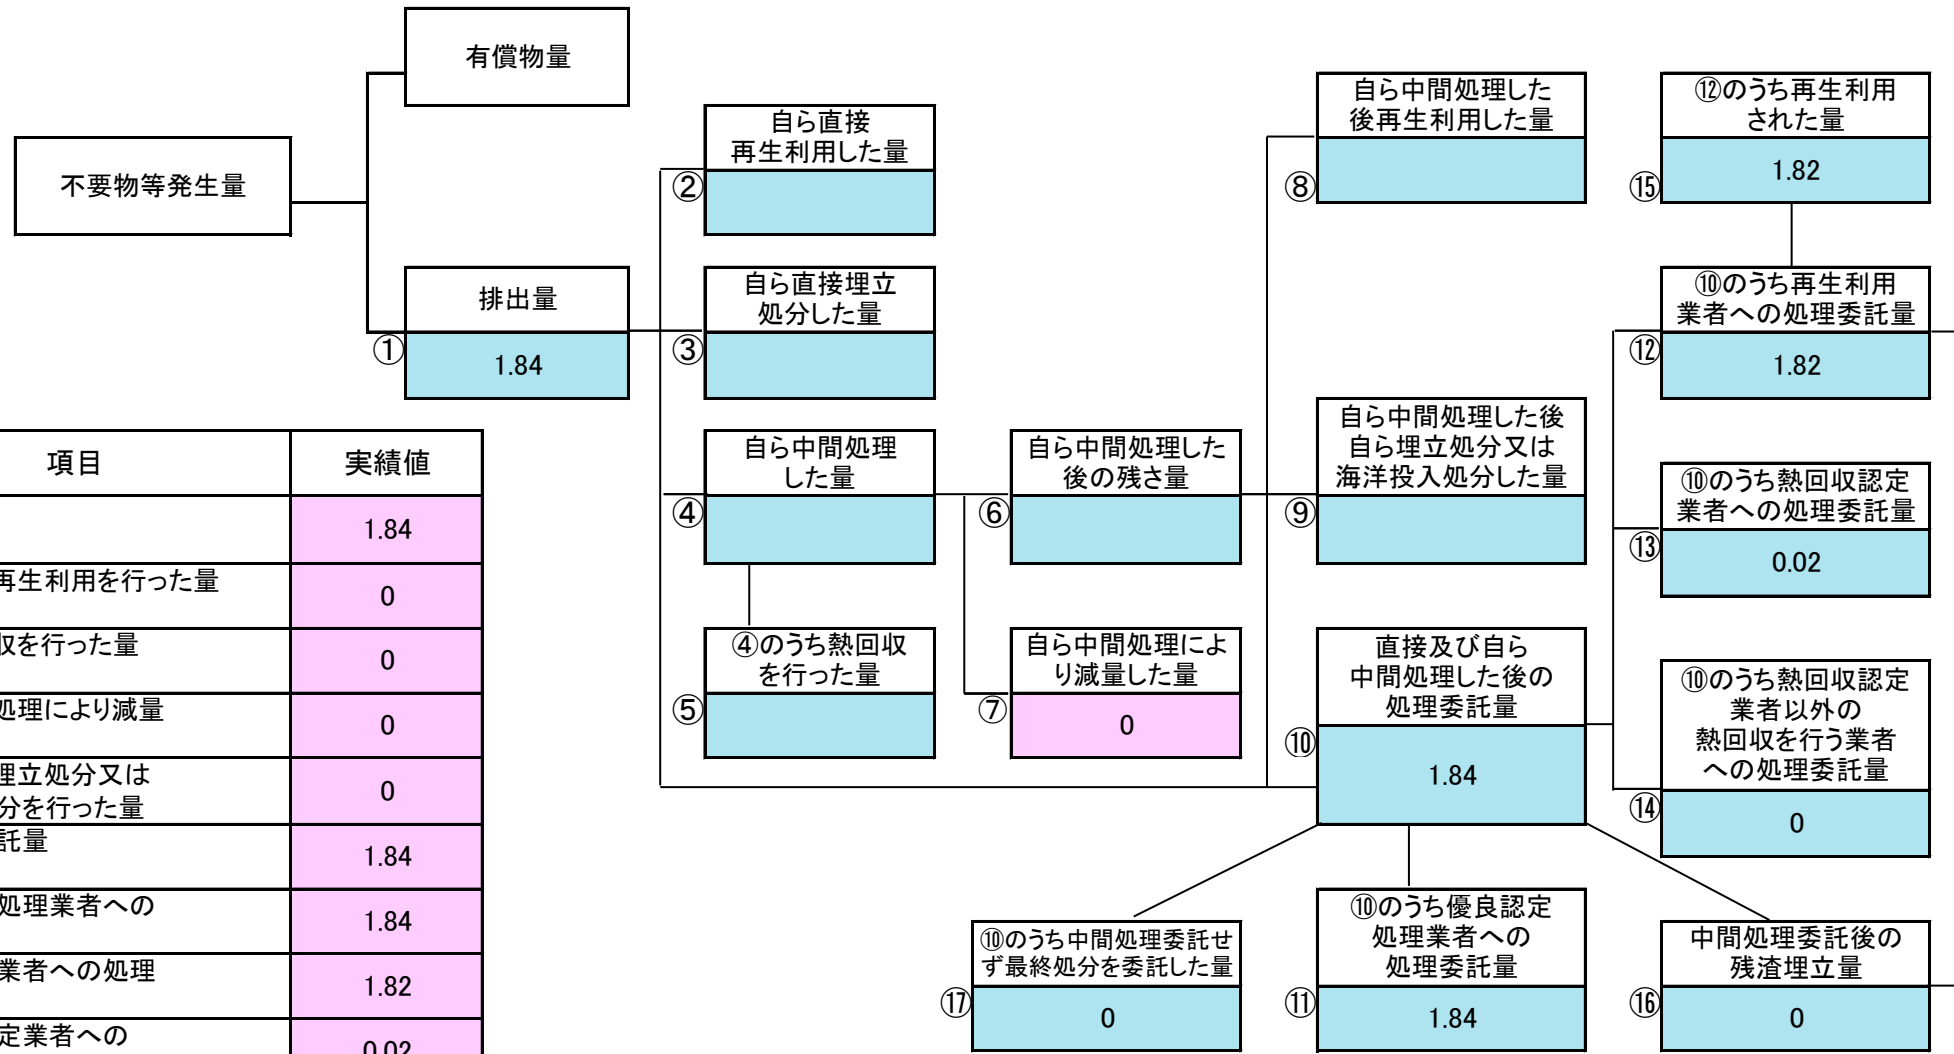 有償物量
不要物等発生量
排出量
①
1.84
自ら直接
再生利用した量
②
自ら直接埋立
処分した量
③
自ら中間処理
した量
④
④のうち熱回収
を行った量
⑤
自ら中間処理した
後の残さ量
⑥
自ら中間処理によ
り減量した量
⑦
0
自ら中間処理した
後再生利用した量
⑧
自ら中間処理した後
自ら埋立処分又は
海洋投入処分した量
⑨
直接及び自ら
中間処理した後の
処理委託量
⑩
1.84
⑫のうち再生利用
された量
⑮
1.82
⑩のうち再生利用
業者への処理委託量
⑫
1.82
⑩のうち熱回収認定
業者への処理委託量
⑬
0.02
⑩のうち熱回収認定
業者以外の
熱回収を行う業者
への処理委託量
⑭
0
⑩のうち中間処理委託せ
ず最終処分を委託した量
⑰
0
⑩のうち優良認定
処理業者への
処理委託量
⑪
1.84
中間処理委託後の
残渣埋立量
⑯
0
項目 実績値
1.84
再生利用を行った量
0
収を行った量
0
処理により減量
0
埋立処分又は
分を行った量
0
託量
1.84
処理業者への
1.84
業者への処理
1.82
定業者への
0.02